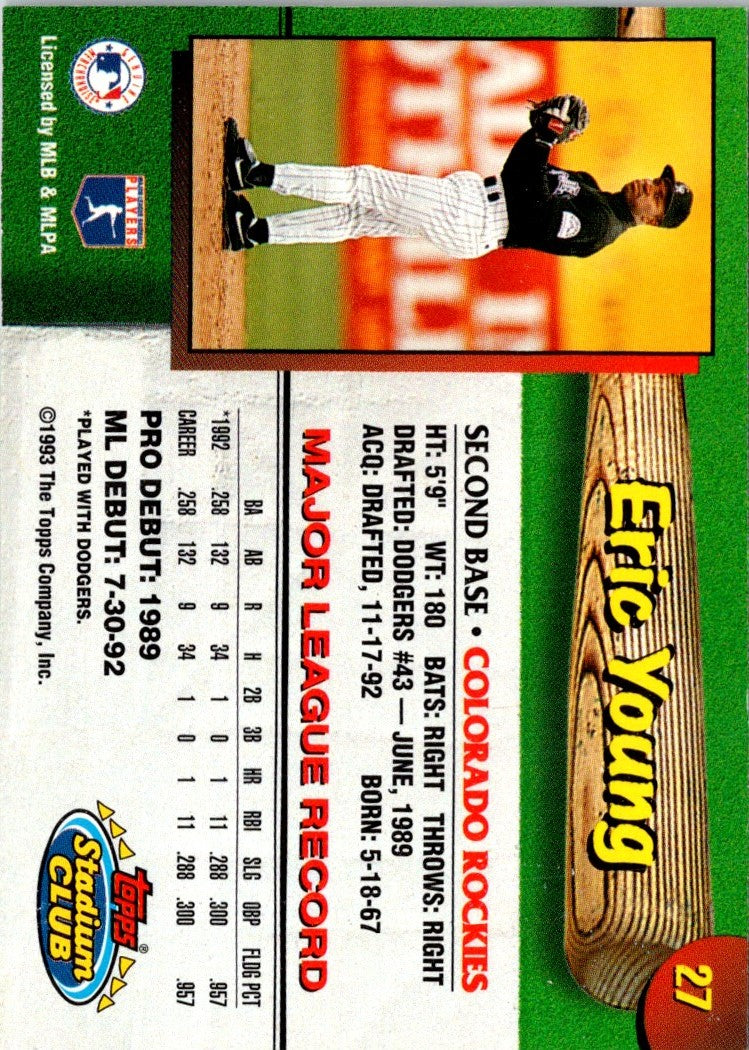 27
Eric Young
SECOND BASE • COLORADO ROCKIES
HT: 5'9" WT: 180 BATS: RIGHT THROWS: RIGHT
DRAFTED: DODGERS #43 — JUNE, 1989
ACQ: DRAFTED, 11-17-92 BORN: 5-18-67
MAJOR LEAGUE RECORD
BA AB R H 2B 3B HR RBI SLG OBP FLDG PCT
*1992 .258 132 9 34 1 0 1 11 .288 .300 .957
CAREER .258 132 9 34 1 0 1 11 .288 .300 .957
PRO DEBUT: 1989
ML DEBUT: 7-30-92
*PLAYED WITH DODGERS.
©1993 The Topps Company, Inc.
TOPPS®
Stadium
CLUB
GENUINE
MERCHANDISE
PLAYERS
Licensed by MLB & MLPA